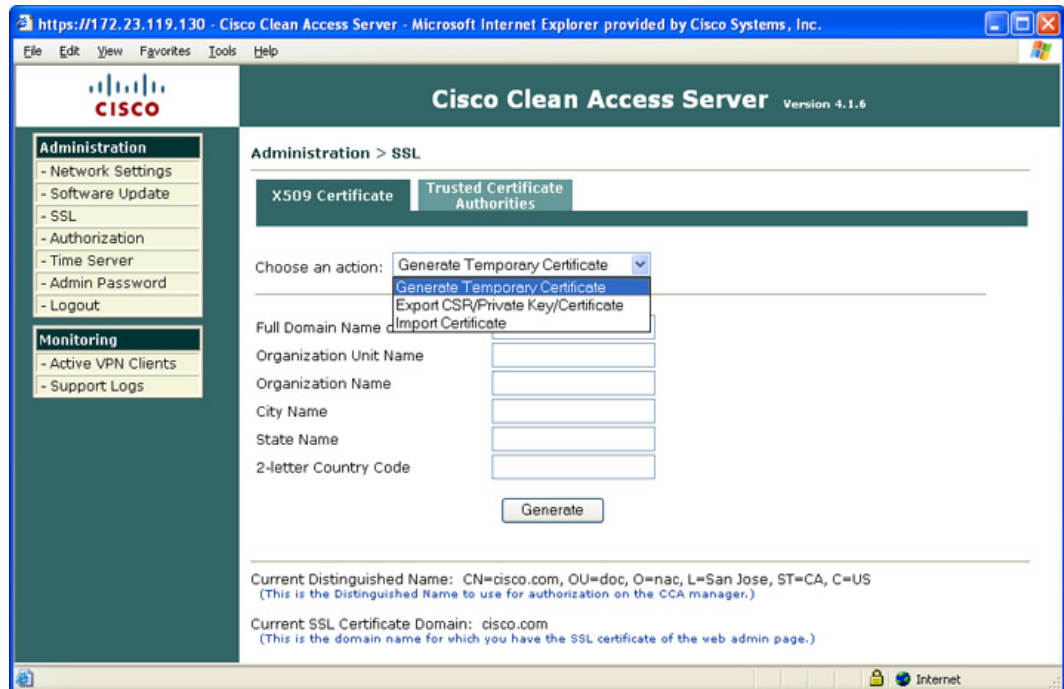 https://172.23.119.130 - Cisco Clean Access Server - Microsoft Internet Explorer provided by Cisco Systems, Inc.
File Edit View Favorites Tools Help
CISCO
Cisco Clean Access Server Version 4.1.6
Administration
- Network Settings
- Software Update
- SSL
- Authorization
- Time Server
- Admin Password
- Logout
Monitoring
- Active VPN Clients
- Support Logs
Administration > SSL
X509 Certificate
Trusted Certificate
Authorities
Choose an action: Generate Temporary Certificate
Generate Temporary Certificate
Export CSR/Private Key/Certificate
Import Certificate
Full Domain Name
Organization Unit Name
Organization Name
City Name
State Name
2-letter Country Code
Generate
Current Distinguished Name: CN=cisco.com, OU=doc, O=nac, L=San Jose, ST=CA, C=US
(This is the Distinguished Name to use for authorization on the CCA manager.)
Current SSL Certificate Domain: cisco.com
(This is the domain name for which you have the SSL certificate of the web admin page.)
Internet